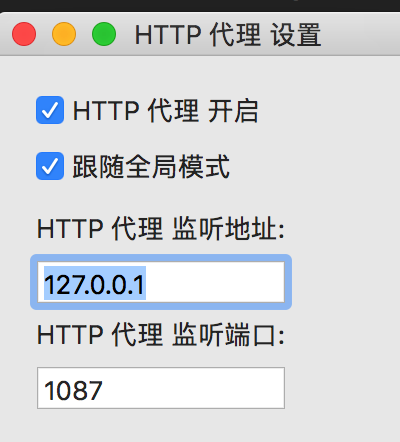 HTTP 代理 设置
HTTP 代理 开启
跟随全局模式
HTTP 代理 监听地址:
127.0.0.1
HTTP 代理 监听端口:
1087